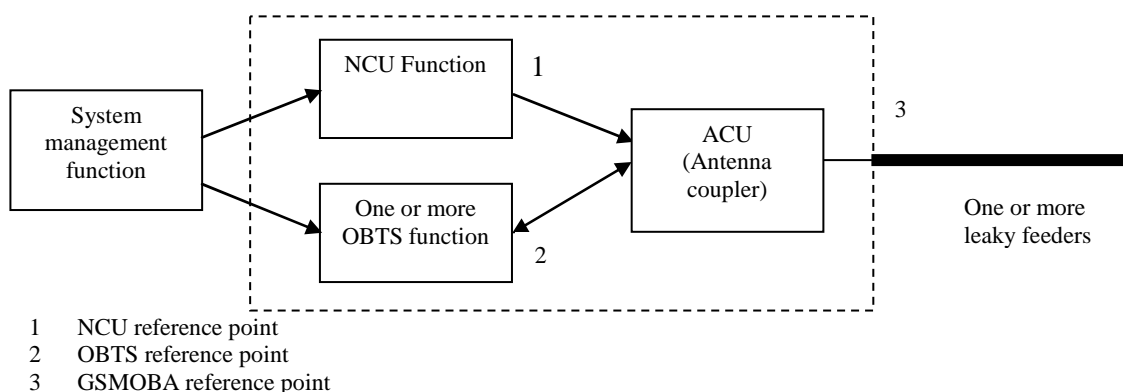 NCU Function
1
System
management
function
ACU
(Antenna
coupler)
3
One or more
OBTS function
2
One or more
leaky feeders
1 NCU reference point
2 OBTS reference point
3 GSMOBA reference point